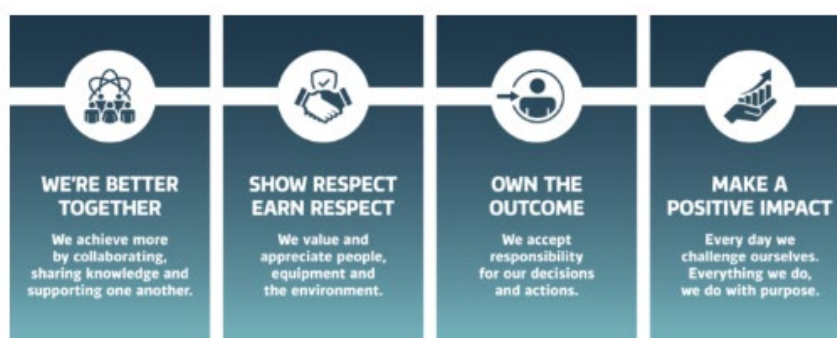 WE'RE BETTER
TOGETHER
We achieve more
by collaborating,
sharing knowledge and
supporting one another.
SHOW RESPECT
EARN RESPECT
We value and
appreciate people,
equipment and
the environment.
OWN THE
OUTCOME
We accept
responsibility
for our decisions
and actions.
MAKE A
POSITIVE IMPACT
Every day we
challenge ourselves.
Everything we do,
we do with purpose.